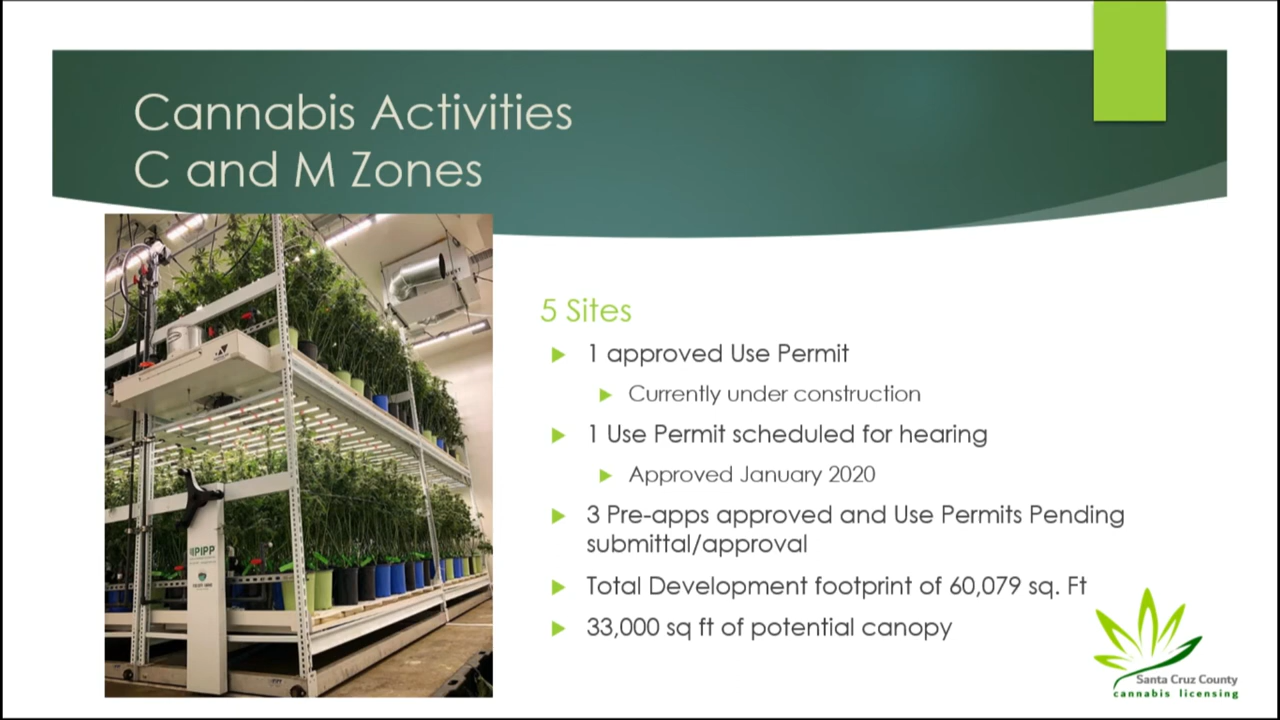 Cannabis Activities
C and M Zones
5 Sites
1 approved Use Permit
Currently under construction
1 Use Permit scheduled for hearing
Approved January 2020
3 Pre-apps approved and Use Permits Pending
submittal/approval
Total Development footprint of 60,079 sq. Ft
33,000 sq ft of potential canopy
PIPP
Santa Cruz County
cannabis licensing